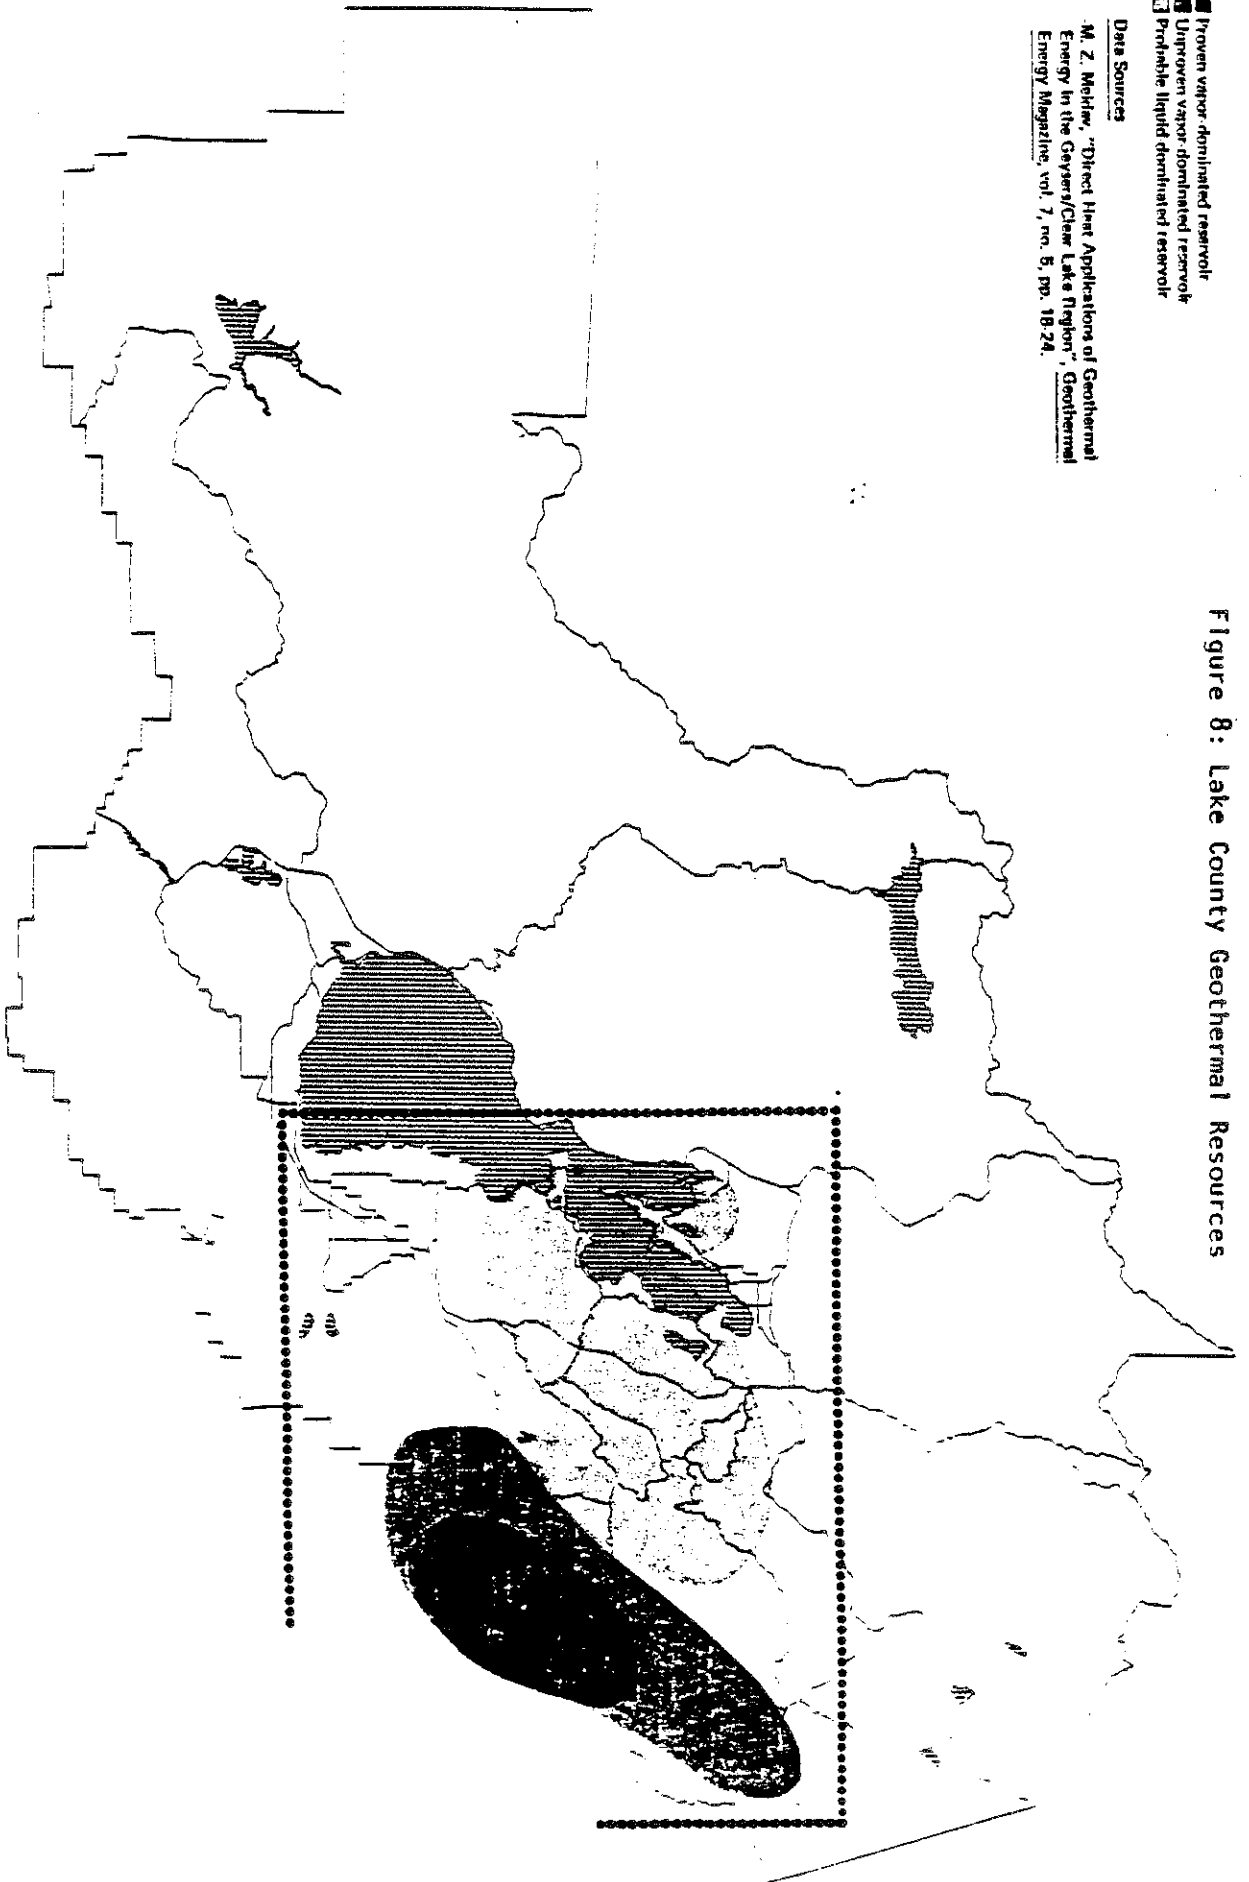 Figure 8: Lake County Geothermal Resources
Proven vapor-dominated reservoir
Unproven vapor-dominated reservoir
Probable liquid-dominated reservoir
Data Sources
-M. Z. Meidav, "Direct Heat Applications of Geothermal
Energy in the Geysers/Clear Lake Region", Geothermal
Energy Magazine, vol. 7, no. 5, pp. 18-24.